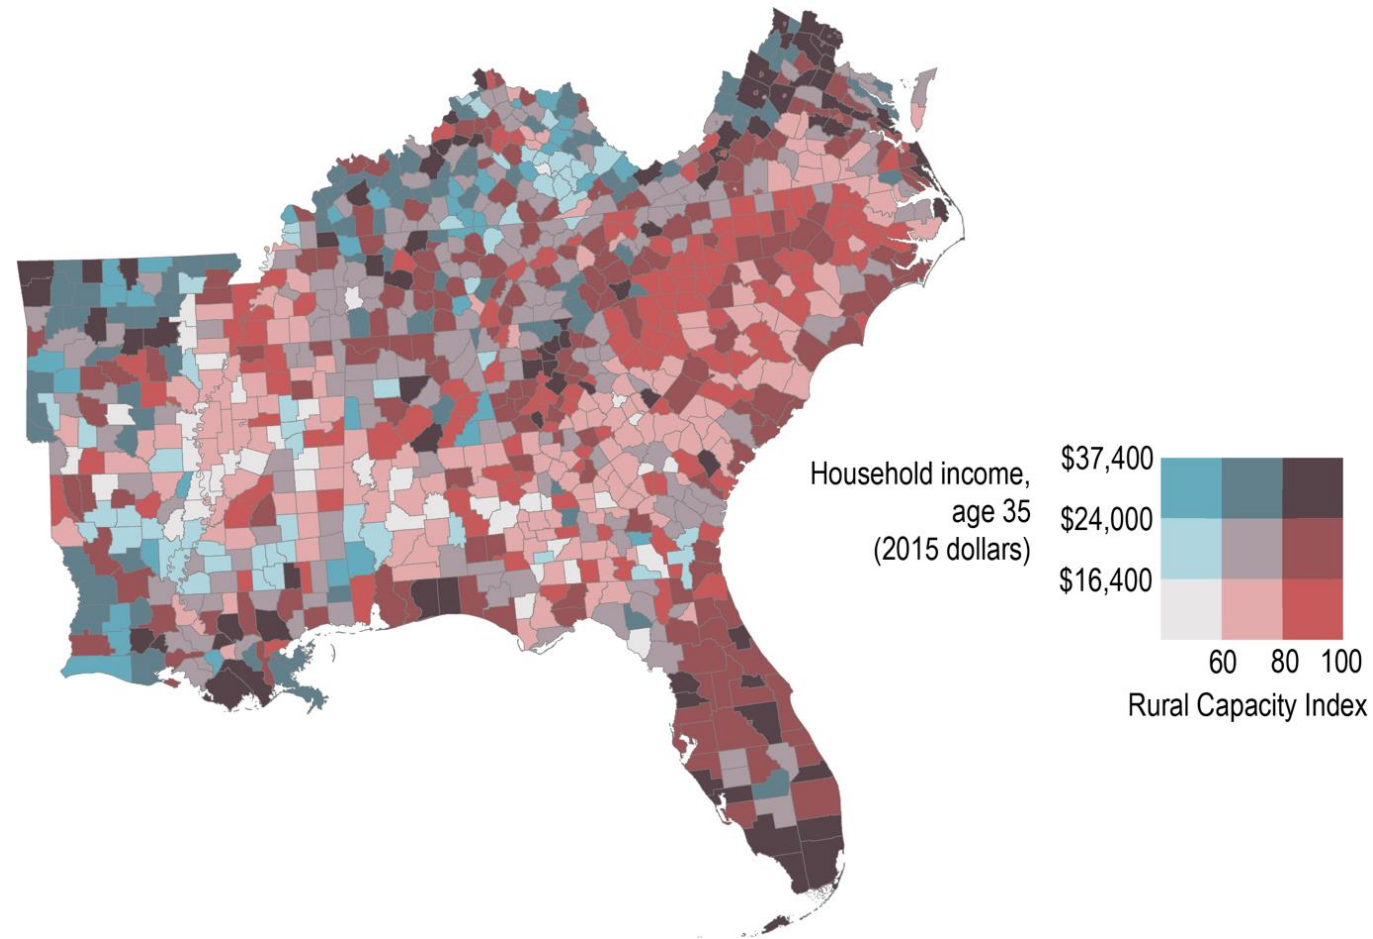 Household income,
age 35
(2015 dollars)
$37,400
$24,000
$16,400
60 80 100
Rural Capacity Index